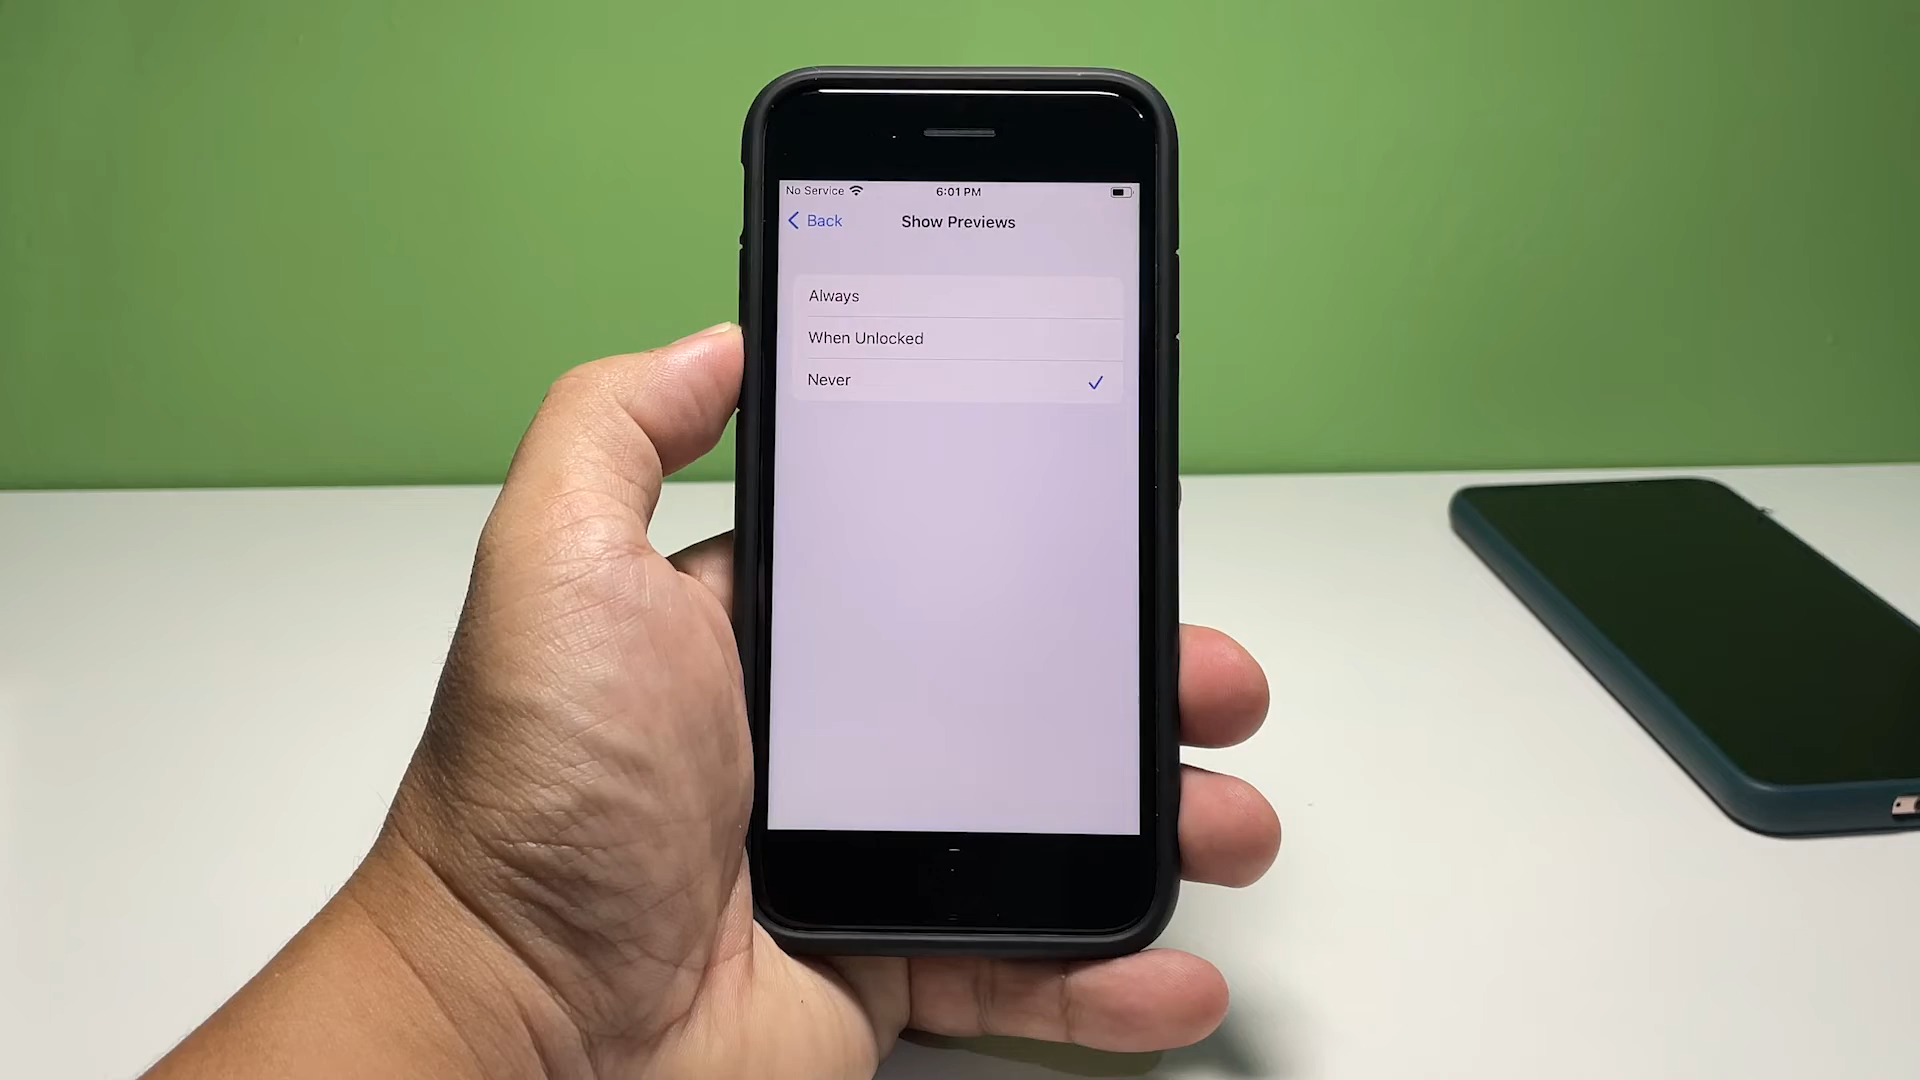 No Service 6:01 PM
Back Show Previews
Always
When Unlocked
Never